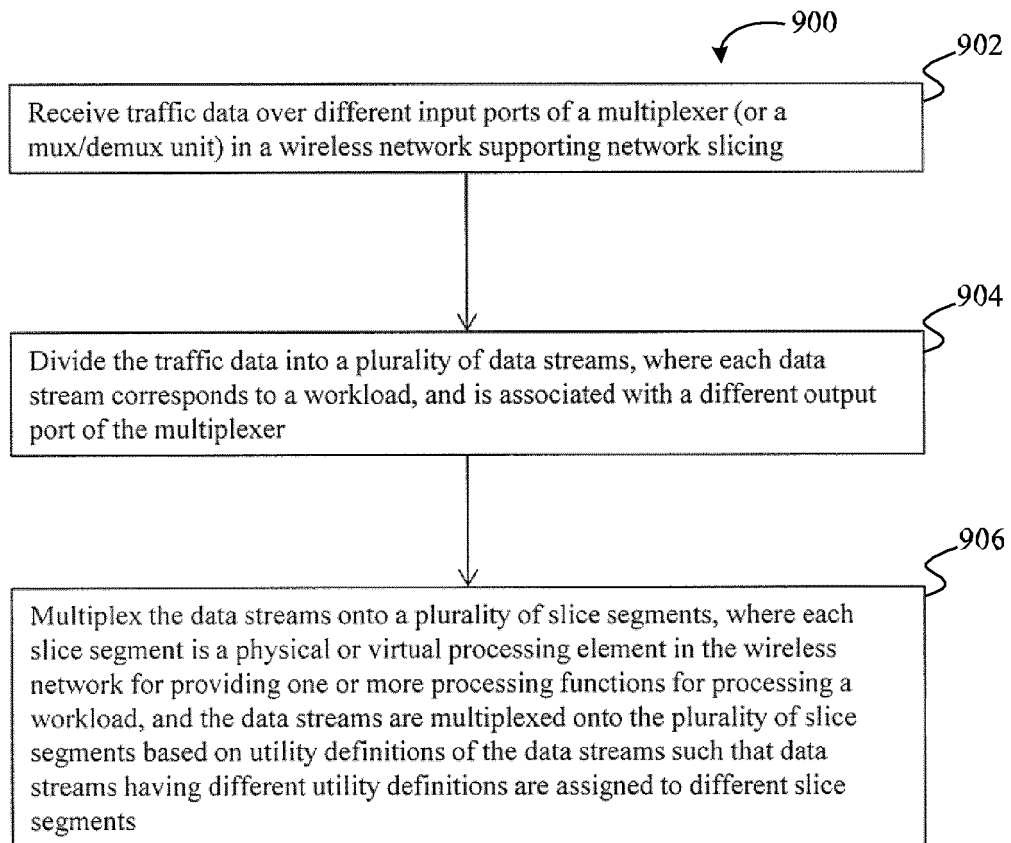 900
902
Receive traffic data over different input ports of a multiplexer (or a
mux/demux unit) in a wireless network supporting network slicing
904
Divide the traffic data into a plurality of data streams, where each data
stream corresponds to a workload, and is associated with a different output
port of the multiplexer
906
Multiplex the data streams onto a plurality of slice segments, where each
slice segment is a physical or virtual processing element in the wireless
network for providing one or more processing functions for processing a
workload, and the data streams are multiplexed onto the plurality of slice
segments based on utility definitions of the data streams such that data
streams having different utility definitions are assigned to different slice
segments